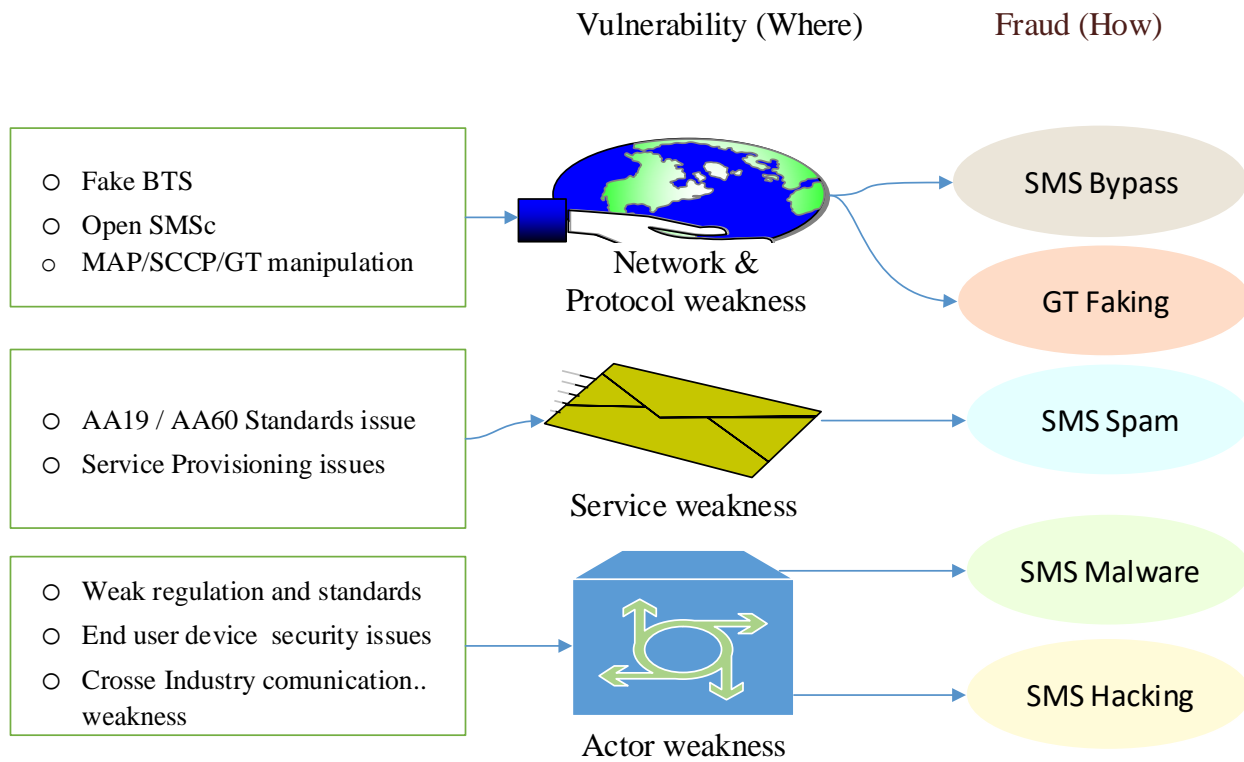 Vulnerability (Where) Fraud (How)
Fake BTS
Open SMSc
MAP/SCCP/GT manipulation
Network &
Protocol weakness
SMS Bypass
GT Faking
AA19 / AA60 Standards issue
Service Provisioning issues
Service weakness
SMS Spam
Weak regulation and standards
End user device security issues
Crosse Industry comunication..
weakness
Actor weakness
SMS Malware
SMS Hacking